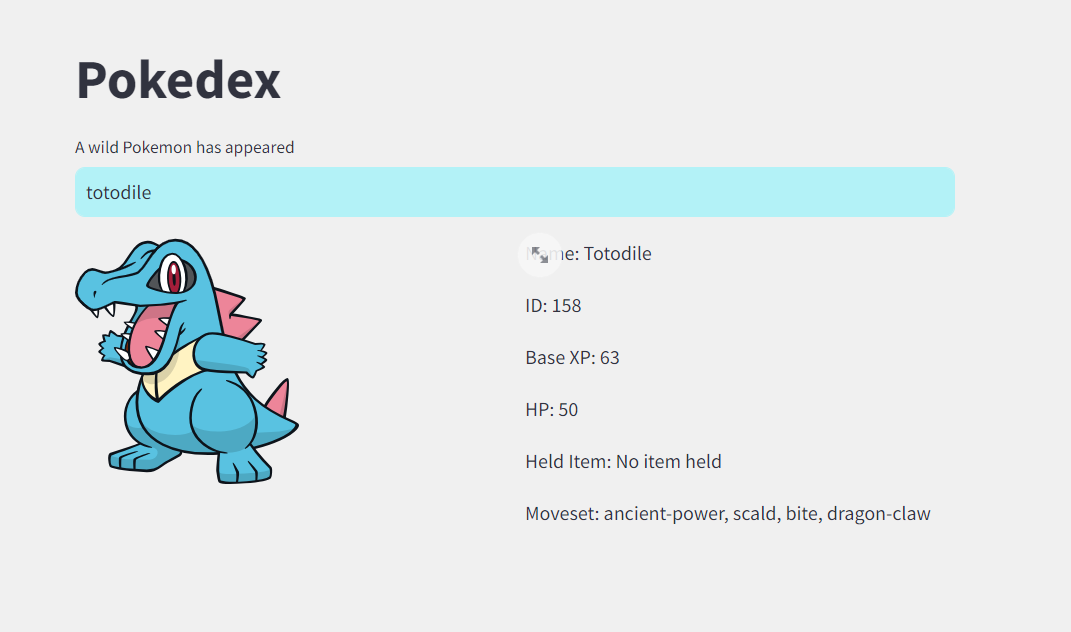 Pokedex
A wild Pokemon has appeared
totodile
Name: Totodile
ID: 158
Base XP: 63
HP: 50
Held Item: No item held
Moveset: ancient-power, scald, bite, dragon-claw